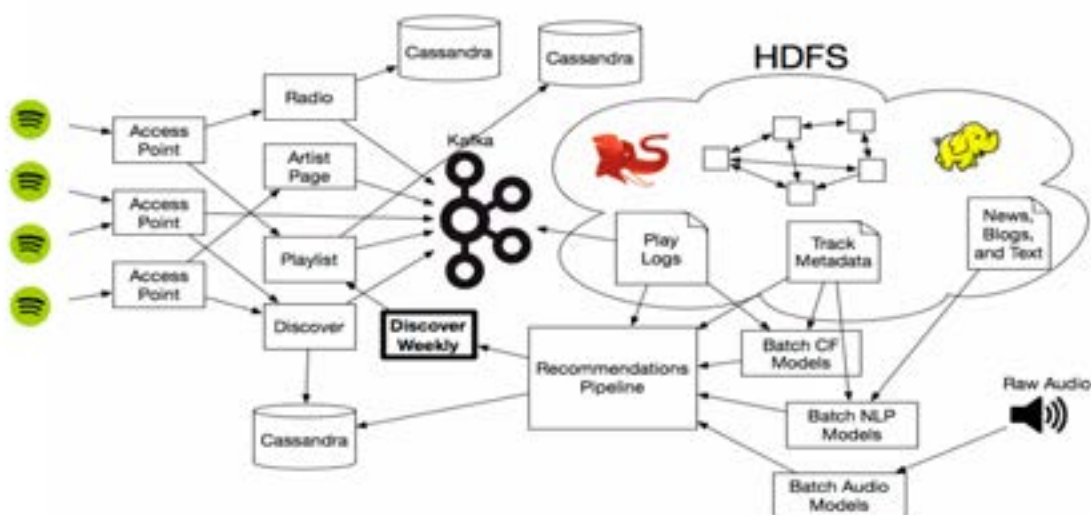 Cassandra
Cassandra
HDFS
Radio
Kafka
Access
Point
Artist
Page
Access
Point
Playlist
Access
Point
Discover
Discover
Weekly
Play
Logs
Track
Metadata
News,
Blogs,
and Text
Recommendations
Pipeline
Batch CF
Models
Raw Audio
Cassandra
Batch NLP
Models
Batch Audio
Models